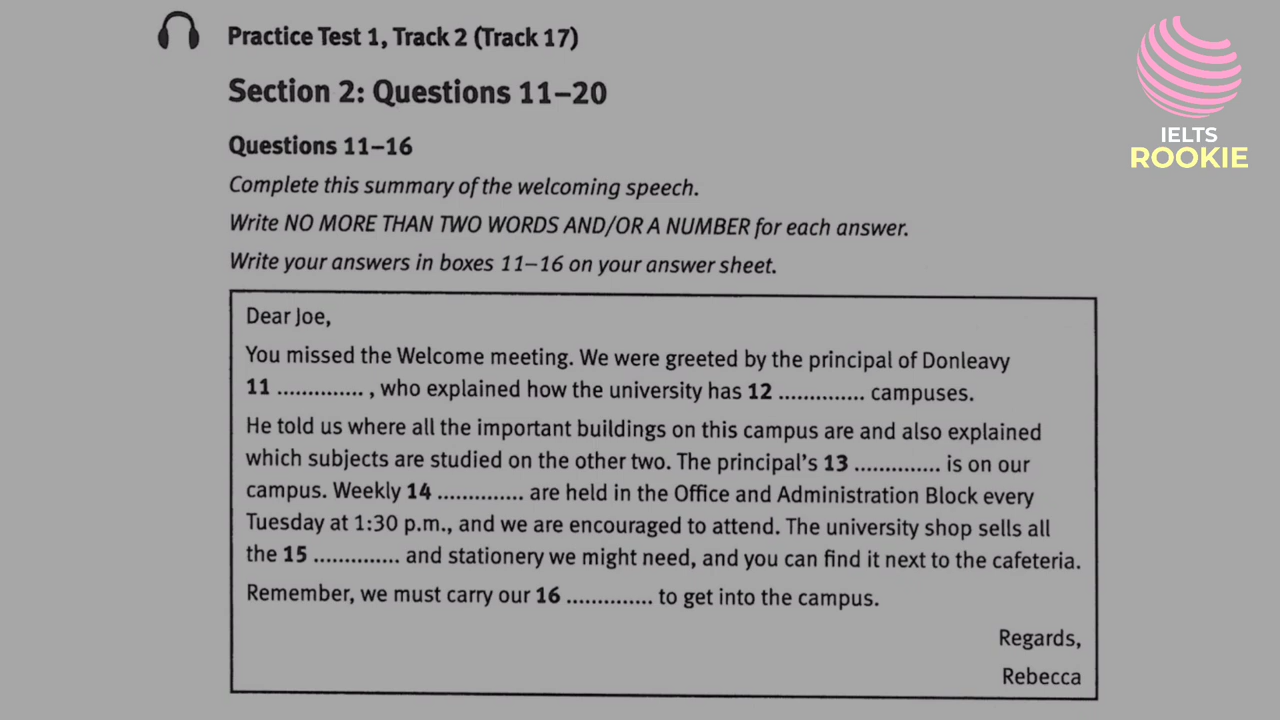 Practice Test 1, Track 2 (Track 17)
IELTS
ROOKIE
Section 2: Questions 11–20
Questions 11–16
Complete this summary of the welcoming speech.
Write NO MORE THAN TWO WORDS AND/OR A NUMBER for each answer.
Write your answers in boxes 11–16 on your answer sheet.
Dear Joe,
You missed the Welcome meeting. We were greeted by the principal of Donleavy
11 .............. , who explained how the university has 12 .............. campuses.
He told us where all the important buildings on this campus are and also explained
which subjects are studied on the other two. The principal's 13 .............. is on our
campus. Weekly 14 .............. are held in the Office and Administration Block every
Tuesday at 1:30 p.m., and we are encouraged to attend. The university shop sells all
the 15 .............. and stationery we might need, and you can find it next to the cafeteria.
Remember, we must carry our 16 .............. to get into the campus.
Regards,
Rebecca